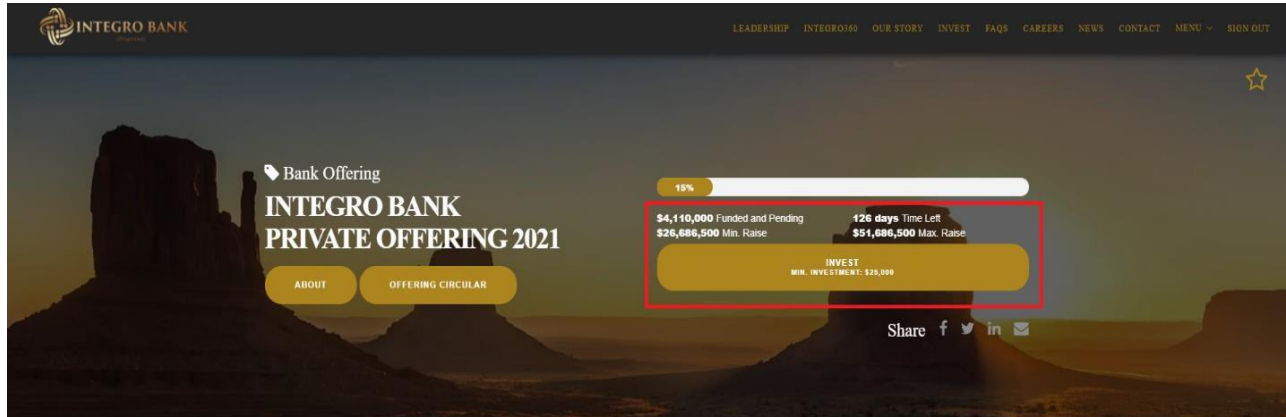 INTEGRO BANK
(Proposed)
LEADERSHIP INTEGRO360 OUR STORY INVEST FAQS CAREERS NEWS CONTACT MENU SIGN OUT
Bank Offering
INTEGRO BANK
PRIVATE OFFERING 2021
ABOUT OFFERING CIRCULAR
15%
$4,110,000 Funded and Pending 126 days Time Left
$26,686,500 Min. Raise $51,686,500 Max. Raise
INVEST
MIN. INVESTMENT: $25,000
Share